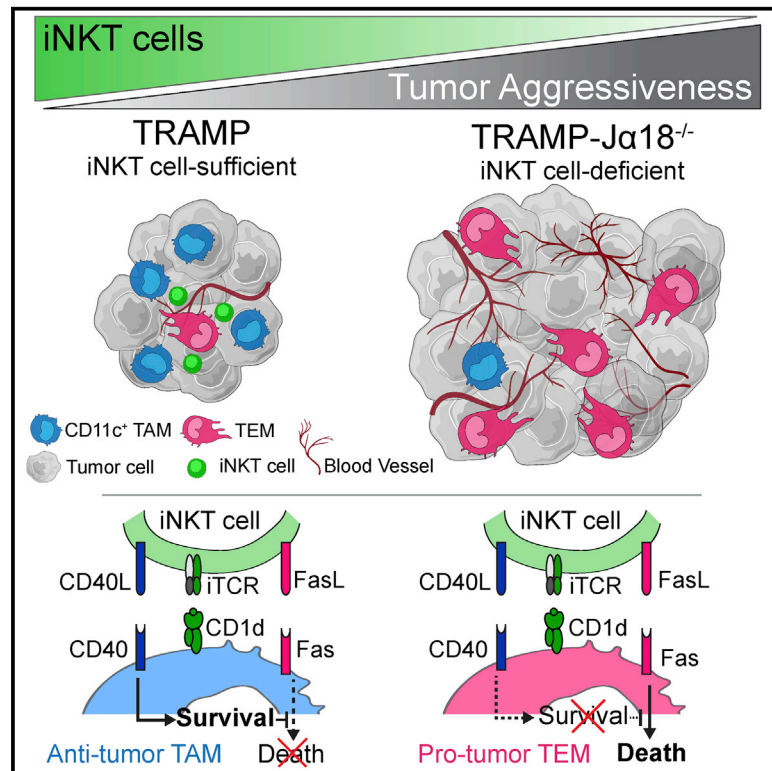 iNKT cells
Tumor Aggressiveness
TRAMP
iNKT cell-sufficient
TRAMP-Jα18-/-
iNKT cell-deficient
CD11c+ TAM
TEM
Tumor cell
iNKT cell
Blood Vessel
iNKT cell
CD40L
iTCR
FasL
CD1d
CD40
Fas
Survival
Death
Anti-tumor TAM
iNKT cell
CD40L
iTCR
FasL
CD1d
CD40
Fas
Survival
Pro-tumor TEM
Death